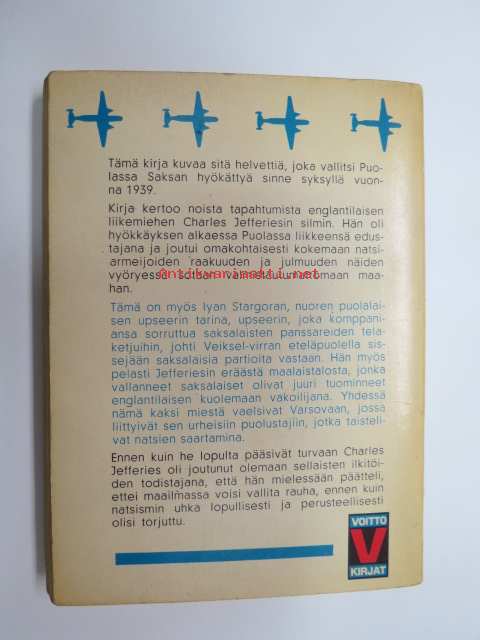 Tämä kirja kuvaa sitä helvettiä, joka vallitsi Puo-
lassa Saksan hyökättyä sinne syksyllä vuon-
na 1939.
Kirja kertoo noista tapahtumista englantilaisen
liikemiehen Charles Jefferiesin silmin. Hän oli
hyökkäyksen alkaessa Puolassa liikkeensä edus-
tajana ja joutui omakohtaisesti kokemaan natsi-
armeijoiden raakuuden ja julmuuden näiden
vyöryessä sotaan valmistautumattomaan maa-
antikvariaatti.net
han.
Tämä on myös Iyan Stargoran, nuoren puolalai-
sen upseerin tarina, upseerin, joka komppani-
ansa sorruttua saksalaisten panssareiden tela-
ketjuihin, johti Veiksel-virran eteläpuolella sis-
sejään saksalaisia partioita vastaan. Hän myös
pelasti Jefferiesin eräästä maalaistalosta, jonka
vallanneet saksalaiset olivat juuri tuominneet
englantilaisen kuolemaan vakoilijana. Yhdessä
nämä kaksi miestä vaelsivat Varsovaan, jossa
liittyivät sen urheisiin puolustajiin, jotka taisteli-
vat natsien saartamina.
Ennen kuin he lopulta pääsivät turvaan Charles
Jefferies oli joutunut olemaan sellaisten ilkitöi-
den todistajana, että hän mielessään päätteli,
ettei maailmassa voisi vallita rauha, ennen kuin
natsismin uhka lopullisesti ja perusteellisesti
olisi torjuttu.
VOITTO
V
KIRJAT